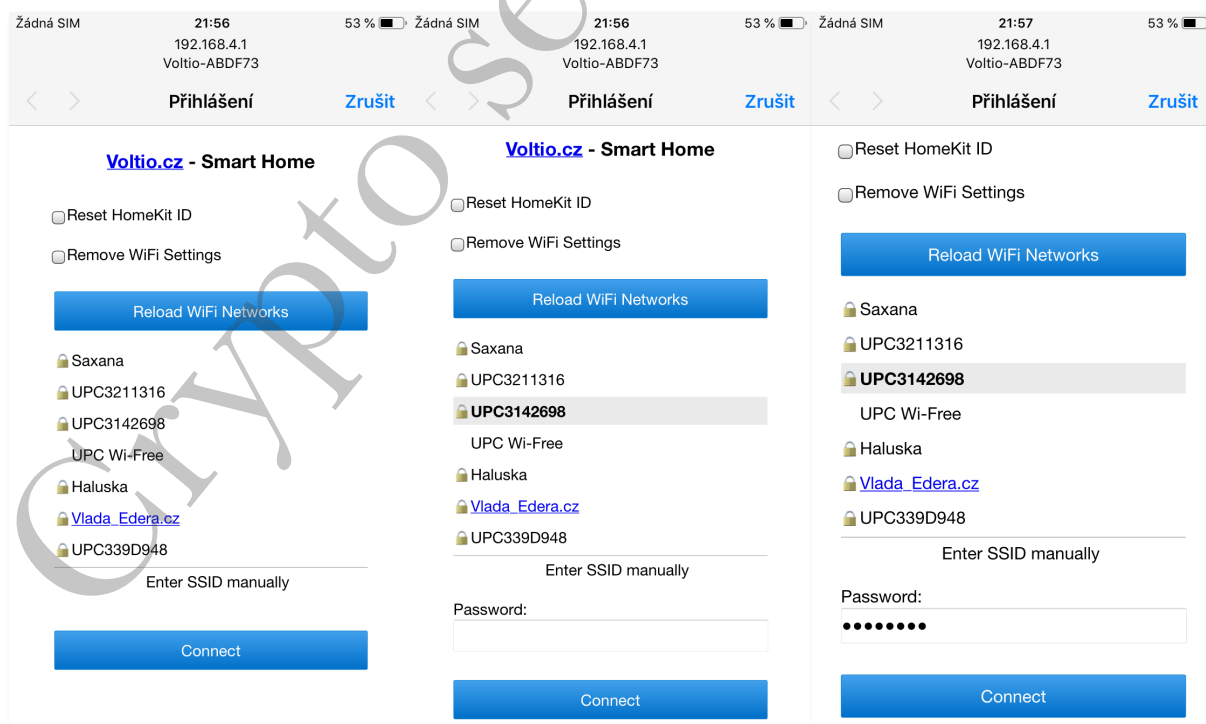 Žádná SIM 21:56 53 %
192.168.4.1
Voltio-ABDF73
Přihlášení Zrušit
Voltio.cz - Smart Home
Reset HomeKit ID
Remove WiFi Settings
Reload WiFi Networks
Saxana
UPC3211316
UPC3142698
UPC Wi-Free
Haluska
Vlada_Edera.cz
UPC339D948
Enter SSID manually
Connect
Žádná SIM 21:56 53 %
192.168.4.1
Voltio-ABDF73
Přihlášení Zrušit
Voltio.cz - Smart Home
Reset HomeKit ID
Remove WiFi Settings
Reload WiFi Networks
Saxana
UPC3211316
UPC3142698
UPC Wi-Free
Haluska
Vlada_Edera.cz
UPC339D948
Enter SSID manually
Password:
Connect
Žádná SIM 21:57 53 %
192.168.4.1
Voltio-ABDF73
Přihlášení Zrušit
Reset HomeKit ID
Remove WiFi Settings
Reload WiFi Networks
Saxana
UPC3211316
UPC3142698
UPC Wi-Free
Haluska
Vlada_Edera.cz
UPC339D948
Enter SSID manually
Password:
••••••••
Connect
Crypto se